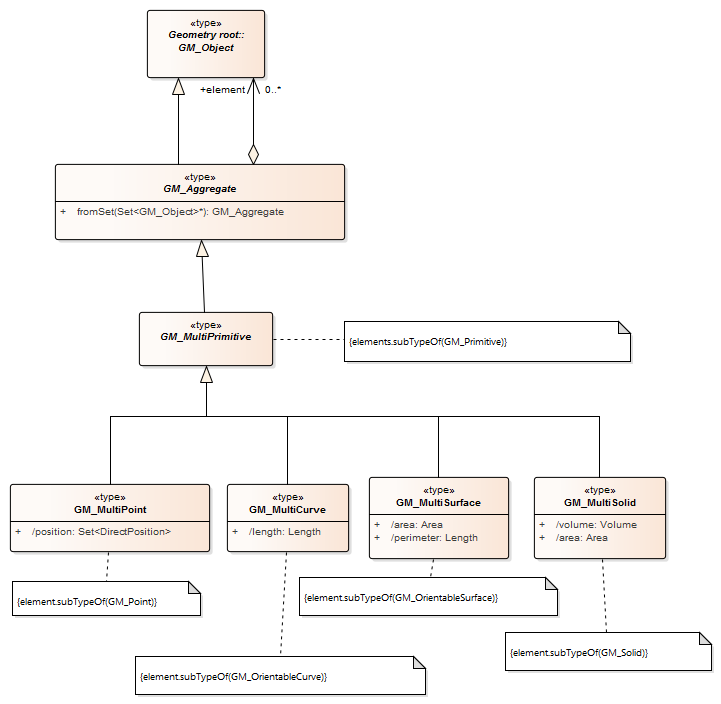 «type»
Geometry root::
GM_Object
+element
0..*
«type»
GM_Aggregate
+ fromSet(Set<GM_Object>*): GM_Aggregate
«type»
GM_MultiPrimitive
{elements.subTypeOf(GM_Primitive)}
«type»
GM_MultiPoint
+ /position: Set<DirectPosition>
«type»
GM_MultiCurve
+ /length: Length
«type»
GM_MultiSurface
+ /area: Area
+ /perimeter: Length
«type»
GM_MultiSolid
+ /volume: Volume
+ /area: Area
{element.subTypeOf(GM_Point)}
{element.subTypeOf(GM_OrientableSurface)}
{element.subTypeOf(GM_Solid)}
{element.subTypeOf(GM_OrientableCurve)}